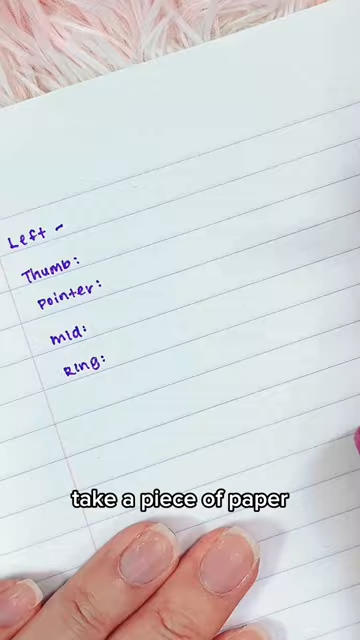 Left -
Thumb:
Pointer:
mid:
Ring:
take a piece of paper